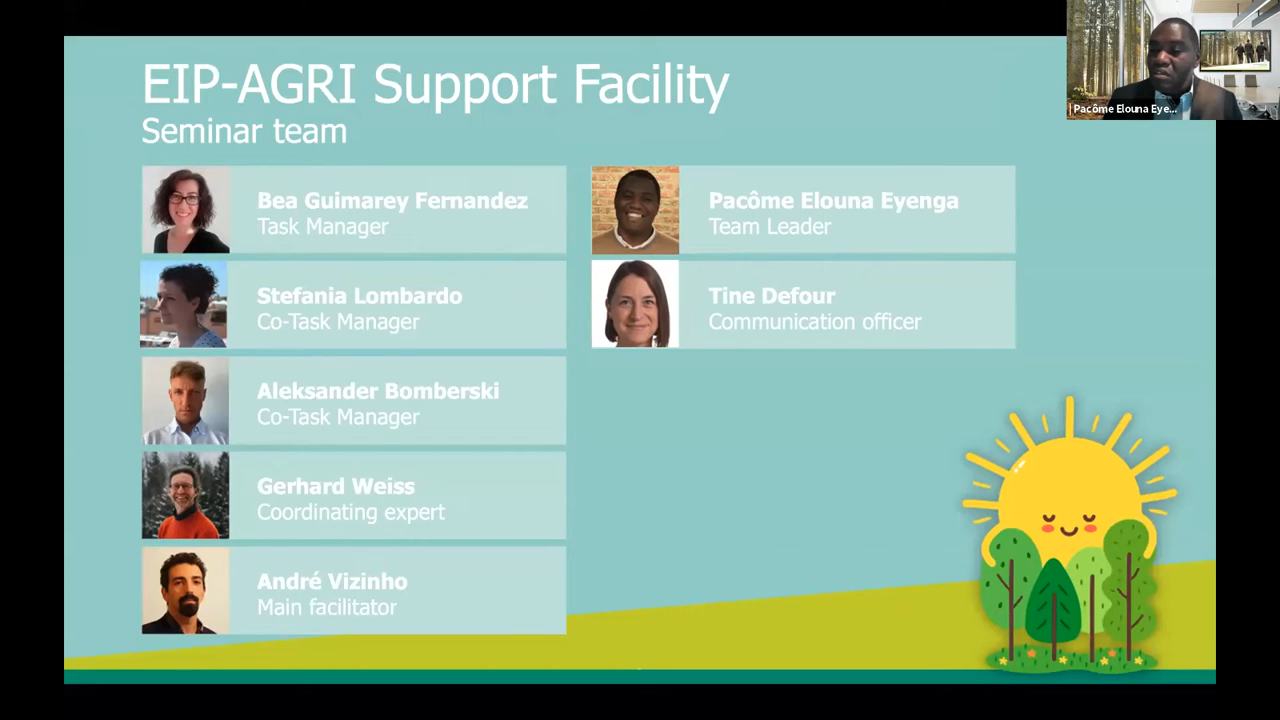 EIP-AGRI Support Facility
Seminar team
Bea Guimarey Fernandez
Task Manager
Stefania Lombardo
Co-Task Manager
Aleksander Bomberski
Co-Task Manager
Gerhard Weiss
Coordinating expert
André Vizinho
Main facilitator
Pacôme Elouna Eyenga
Team Leader
Tine Defour
Communication officer
Pacôme Elouna Eye...